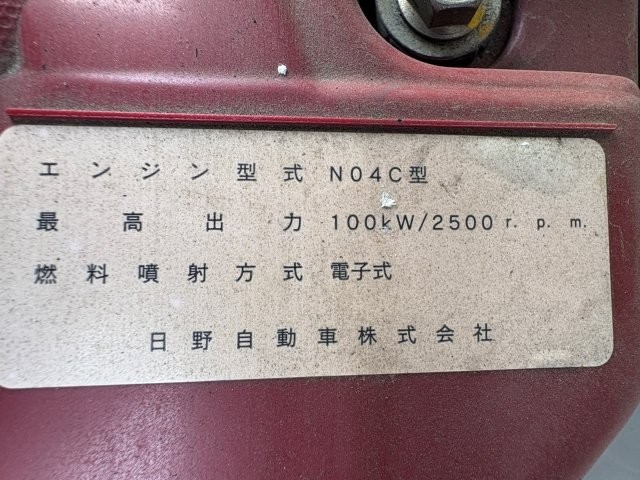 エンジン型式 N04C型
最高出力 100kW/2500 r.p.m.
燃料噴射方式 電子式
日野自動車株式会社